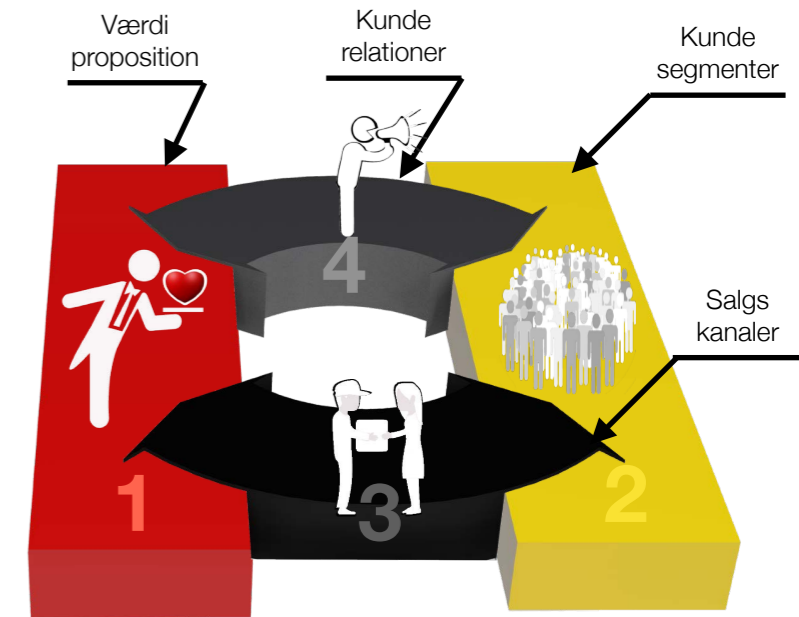 Værdi
proposition
Kunde
relationer
Kunde
segmenter
4
Salgs
kanaler
1
3
2